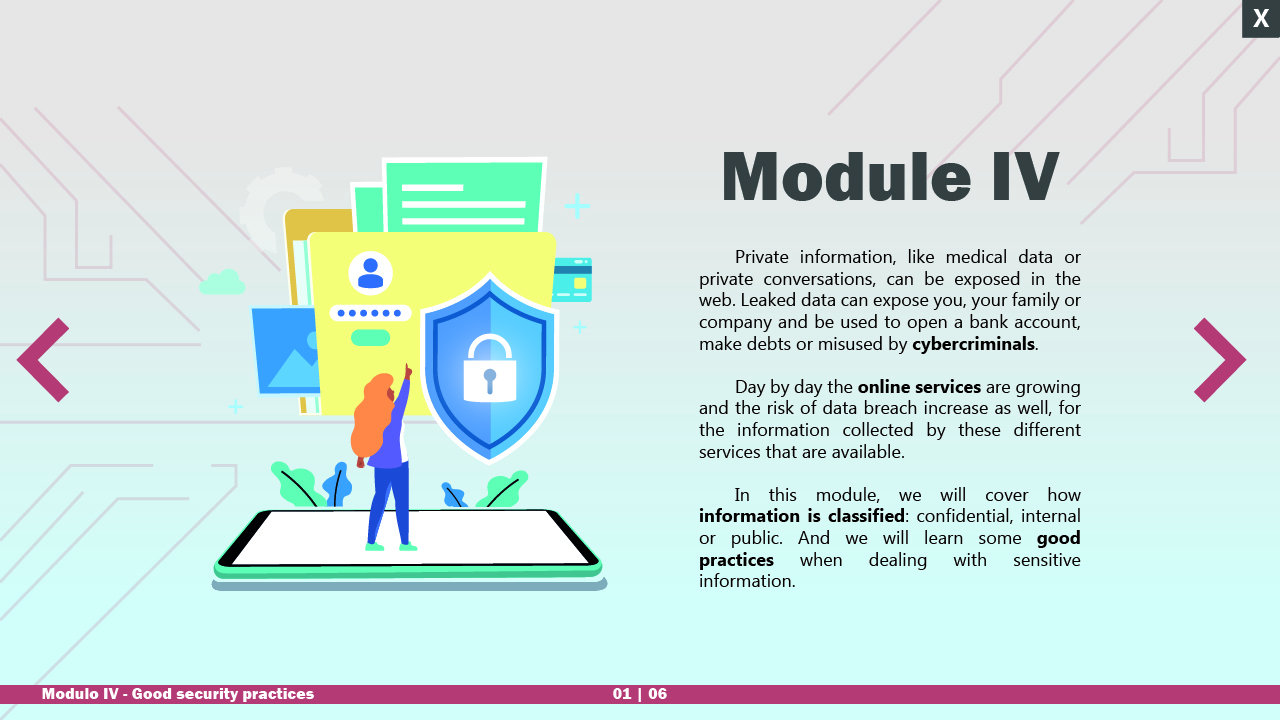 X
Module IV
Private information, like medical data or
private conversations, can be exposed in the
web. Leaked data can expose you, your family or
company and be used to open a bank account,
make debts or misused by cybercriminals.
Day by day the online services are growing
and the risk of data breach increase as well, for
the information collected by these different
services that are available.
In this module, we will cover how
information is classified: confidential, internal
or public. And we will learn some good
practices when dealing with sensitive
information.
Modulo IV - Good security practices
01 | 06